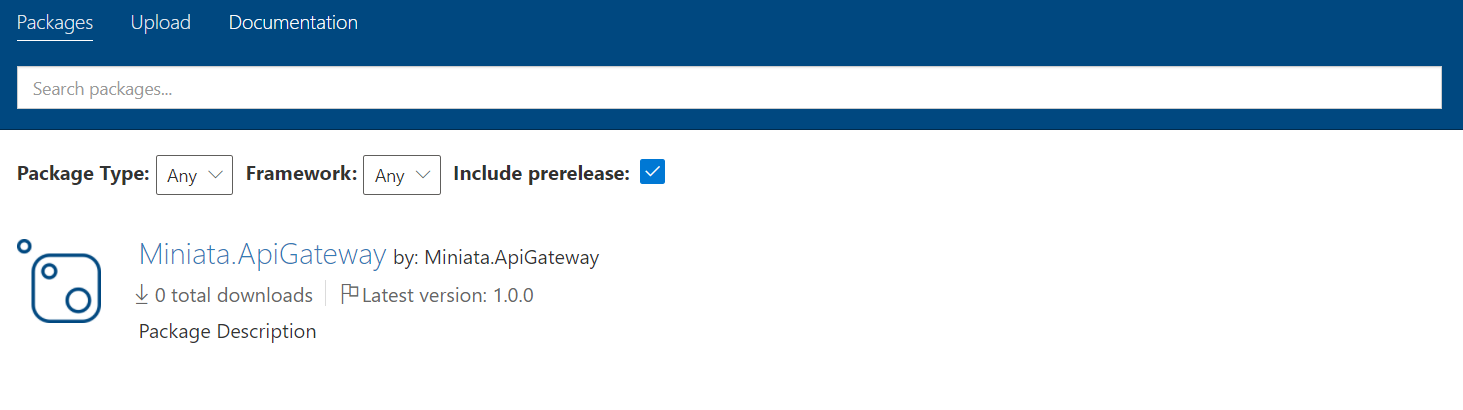 Packages Upload Documentation
Search packages...
Package Type: Any Framework: Any Include prerelease:
Miniata.ApiGateway by: Miniata.ApiGateway
0 total downloads Latest version: 1.0.0
Package Description